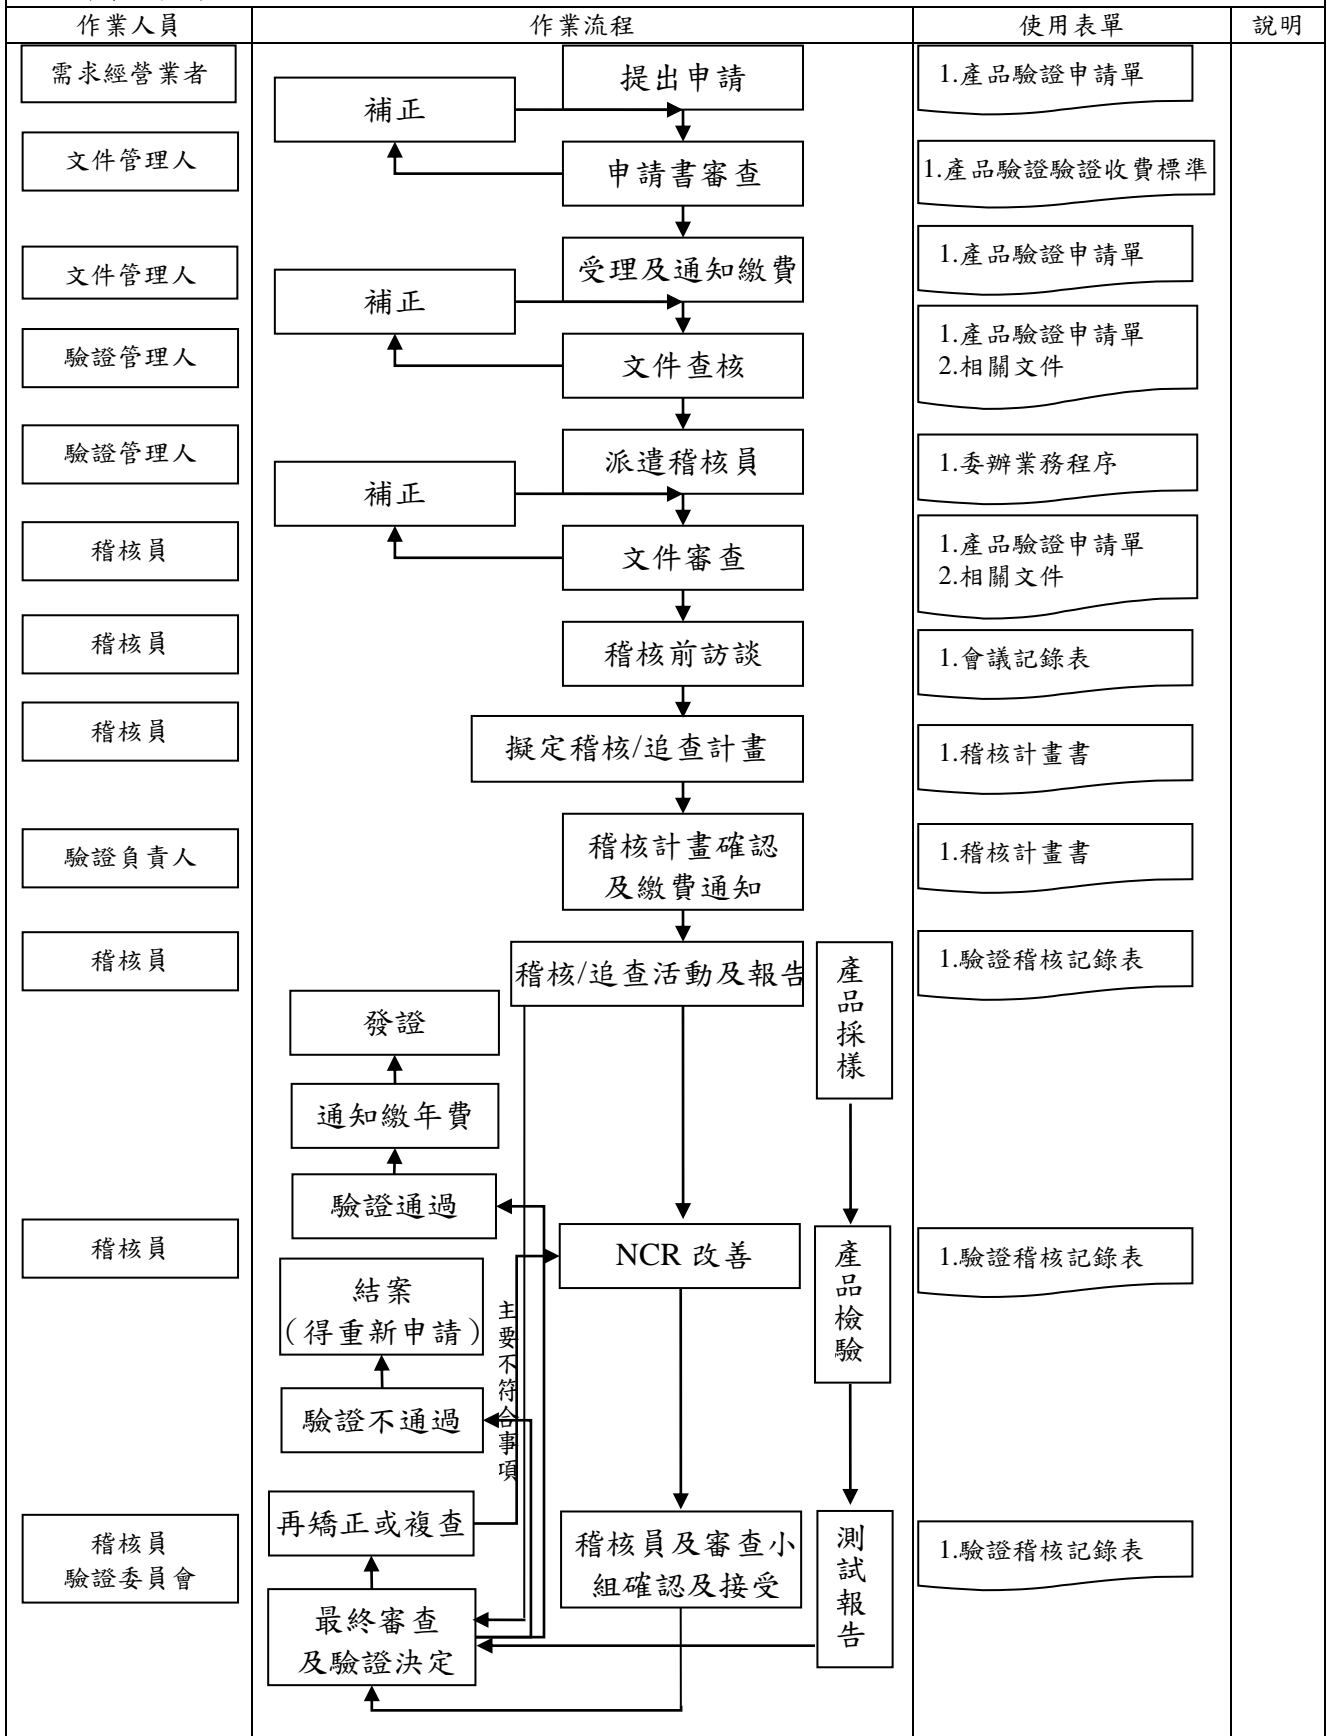 作業人員
作業流程
使用表單
說明
需求經營業者
提出申請
1.產品驗證申請單
補正
文件管理人
申請書審查
1.產品驗證驗證收費標準
文件管理人
受理及通知繳費
1.產品驗證申請單
補正
驗證管理人
文件查核
1.產品驗證申請單
2.相關文件
驗證管理人
派遣稽核員
1.委辦業務程序
補正
稽核員
文件審查
1.產品驗證申請單
2.相關文件
稽核員
稽核前訪談
1.會議記錄表
稽核員
擬定稽核/追查計畫
1.稽核計畫書
驗證負責人
稽核計畫確認
及繳費通知
1.稽核計畫書
稽核員
稽核/追查活動及報告
產品採樣
1.驗證稽核記錄表
發證
通知繳年費
驗證通過
稽核員
NCR 改善
產品檢驗
1.驗證稽核記錄表
結案
（得重新申請）
主要不符合事項
驗證不通過
再矯正或複查
稽核員
驗證委員會
稽核員及審查小
組確認及接受
測試報告
1.驗證稽核記錄表
最終審查
及驗證決定